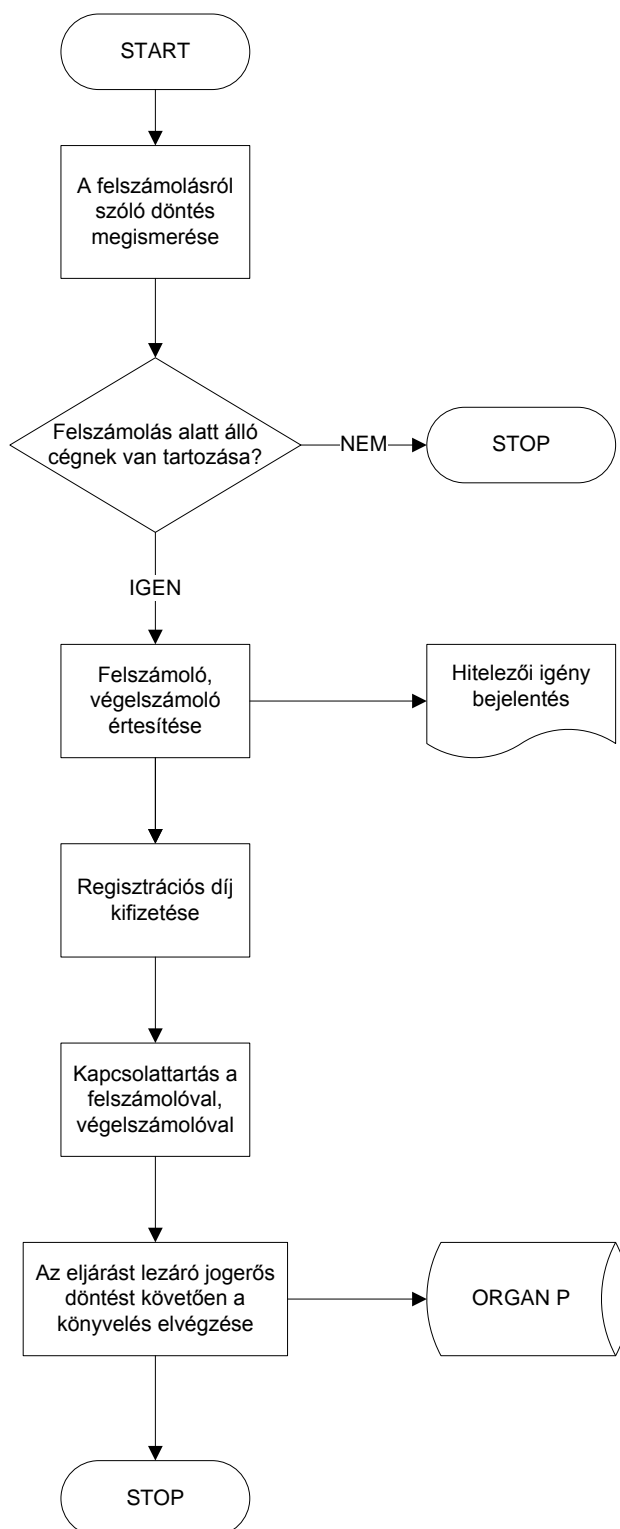 START
A felszámolásról
szóló döntés
megismerése
Felszámolás alatt álló
cégnek van tartozása?
NEM
STOP
IGEN
Felszámoló,
végelszámoló
értesítése
Hitelezői igény
bejelentés
Regisztrációs díj
kifizetése
Kapcsolattartás a
felszámolóval,
végelszámolóval
Az eljárást lezáró jogerős
döntést követően a
könyvelés elvégzése
ORGAN P
STOP